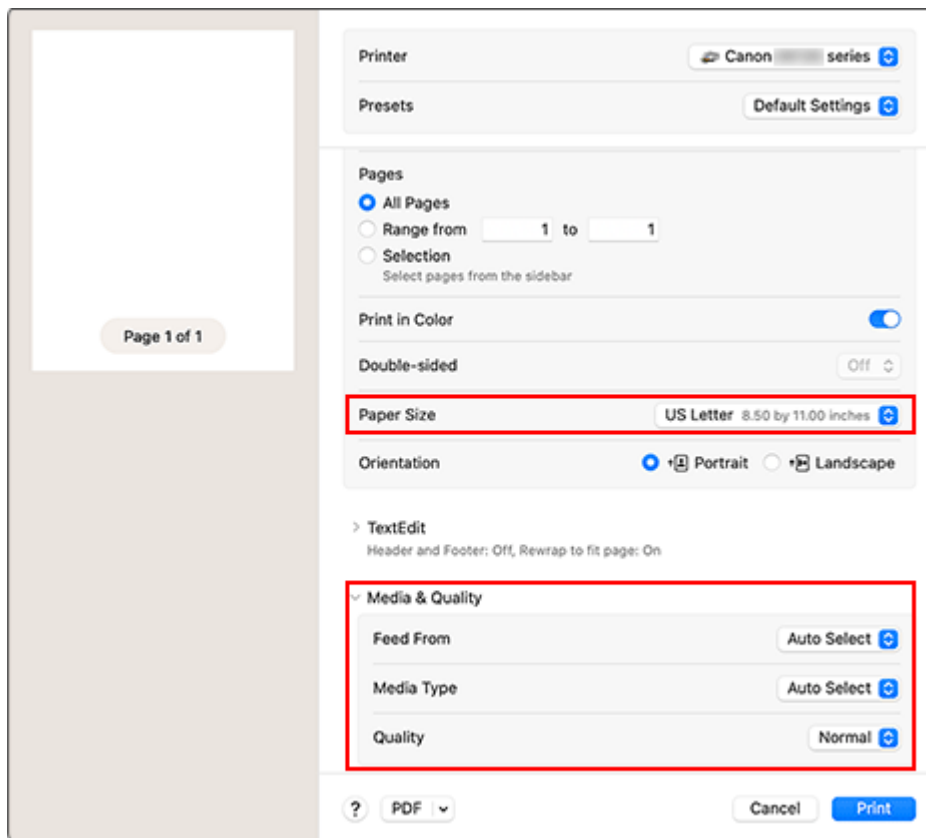 Printer
Canon series
Presets
Default Settings
Pages
All Pages
Range from 1 to 1
Selection
Select pages from the sidebar
Page 1 of 1
Print in Color
Double-sided
Off
Paper Size
US Letter 8.50 by 11.00 inches
Orientation
Portrait
Landscape
TextEdit
Header and Footer: Off, Rewrap to fit page: On
Media & Quality
Feed From
Auto Select
Media Type
Auto Select
Quality
Normal
?
PDF
Cancel
Print